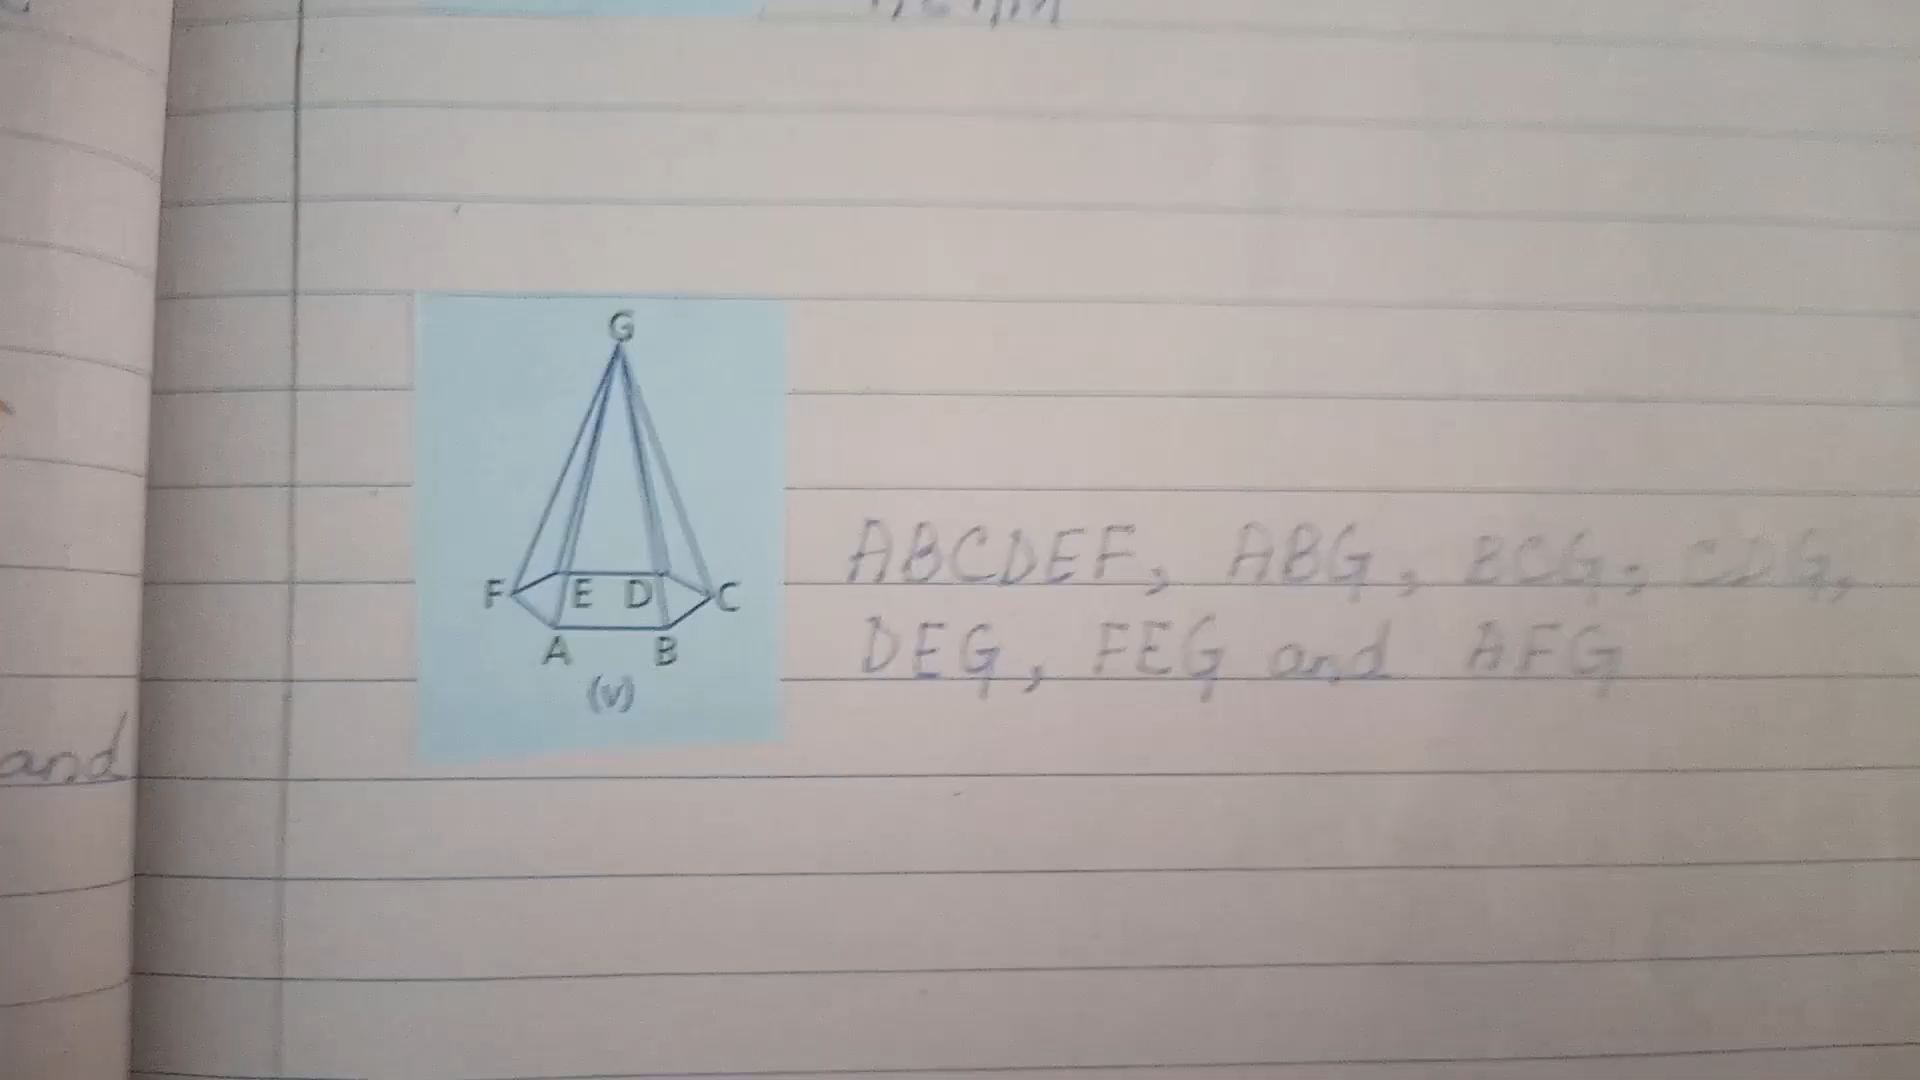 G
F E D C
A B
(v)
ABCDEF, ABG, BCG, CDG,
DEG, FEG and AFG
and